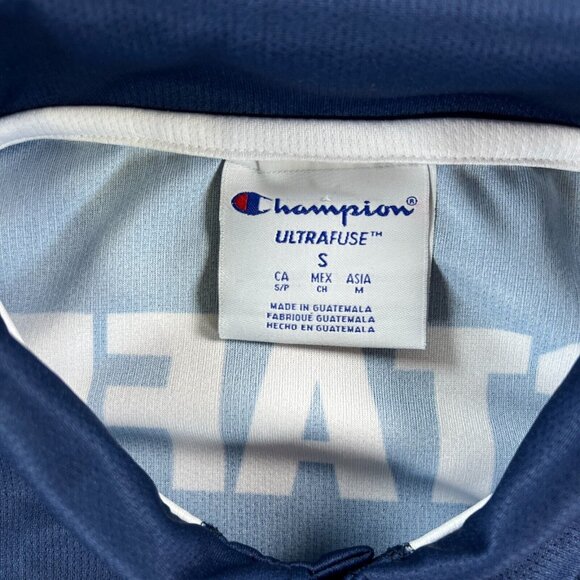 Champion®
ULTRAFUSE™
S
CA MEX ASIA
S/P CH M
MADE IN GUATEMALA
FABRIQUÉ GUATEMALA
HECHO EN GUATEMALA